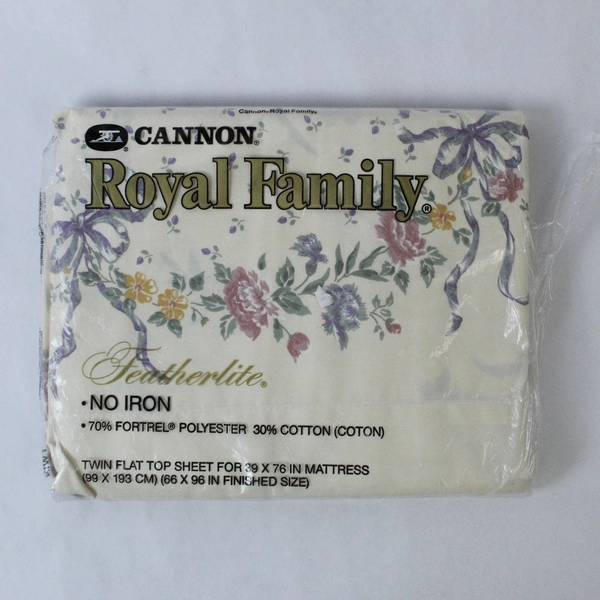 Cannon® Royal Family®
CANNON®
Royal Family®
Featherlite®
•NO IRON
•70% FORTREL® POLYESTER 30% COTTON (COTON)
TWIN FLAT TOP SHEET FOR 39 X 76 IN MATTRESS
(99 X 193 CM) (66 X 96 IN FINISHED SIZE)